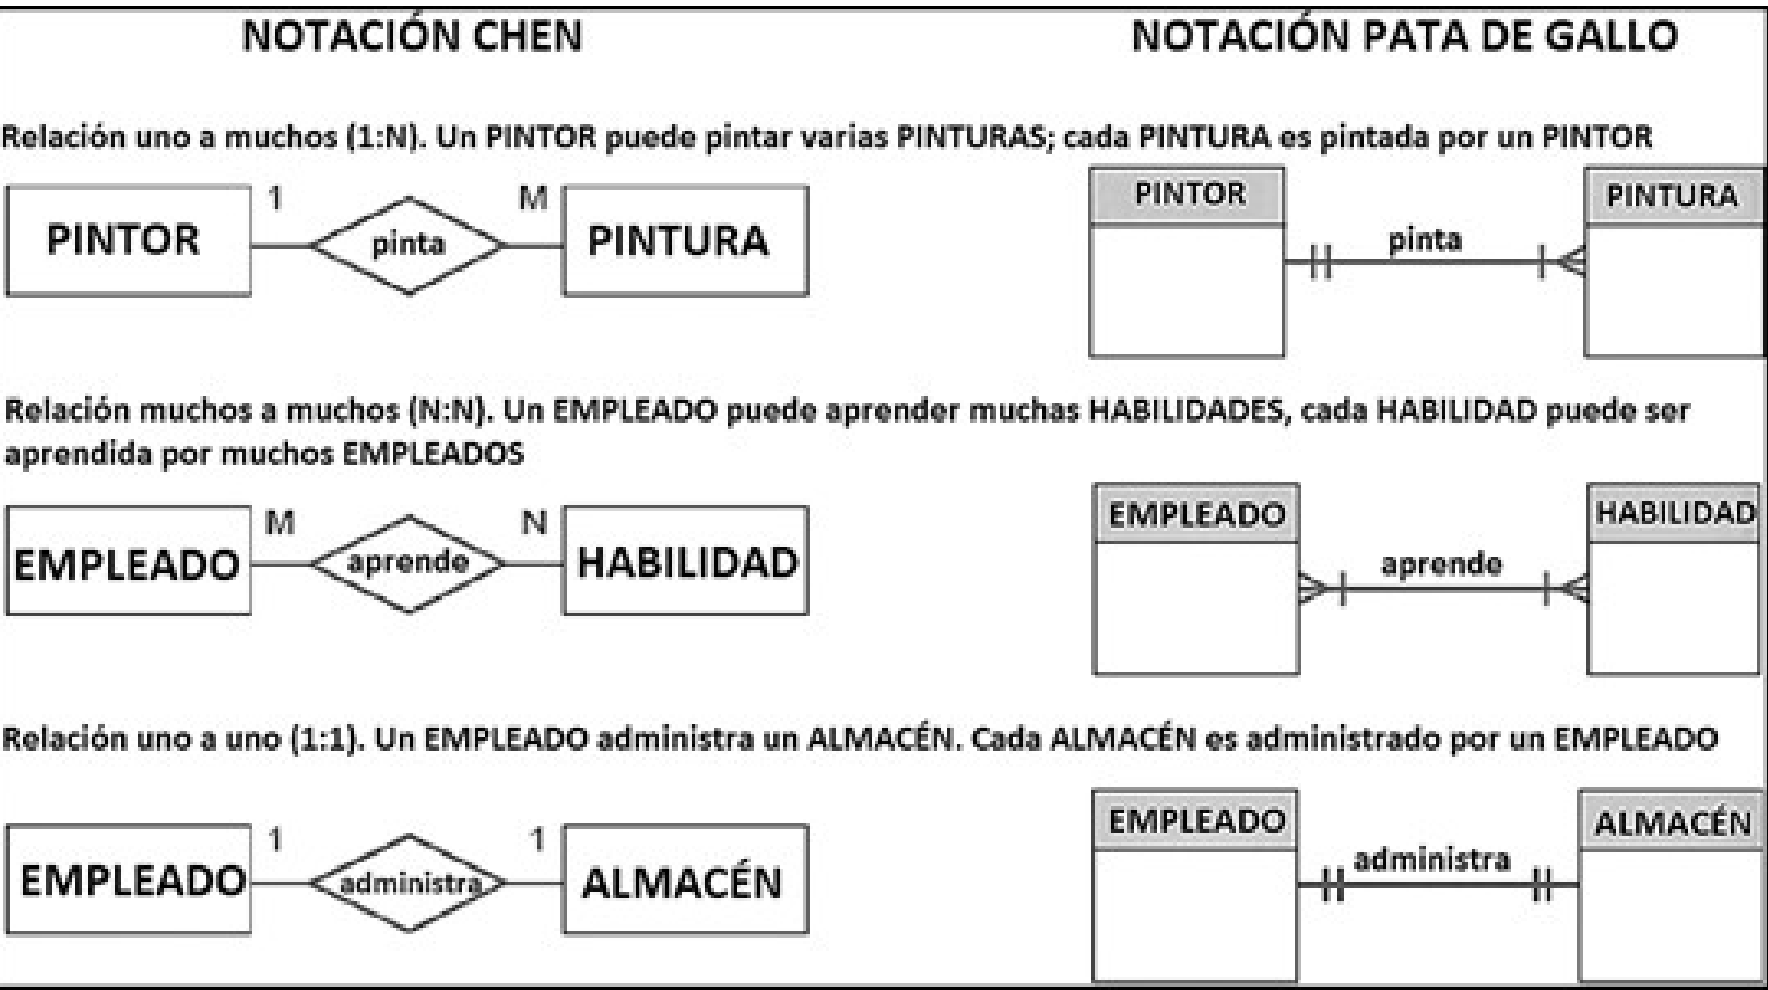 NOTACIÓN CHEN
NOTACIÓN PATA DE GALLO
Relación uno a muchos (1:N). Un PINTOR puede pintar varias PINTURAS; cada PINTURA es pintada por un PINTOR
PINTOR
1
pinta
M
PINTURA
PINTOR
pinta
PINTURA
Relación muchos a muchos (N:N). Un EMPLEADO puede aprender muchas HABILIDADES, cada HABILIDAD puede ser
aprendida por muchos EMPLEADOS
EMPLEADO
M
aprende
N
HABILIDAD
EMPLEADO
aprende
HABILIDAD
Relación uno a uno (1:1). Un EMPLEADO administra un ALMACÉN. Cada ALMACÉN es administrado por un EMPLEADO
EMPLEADO
1
administra
1
ALMACÉN
EMPLEADO
administra
ALMACÉN